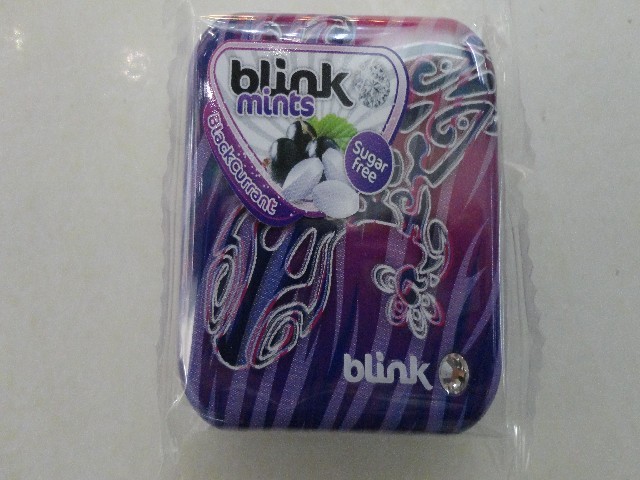 blink
mints
BlackCurrant
Sugar
free
blink